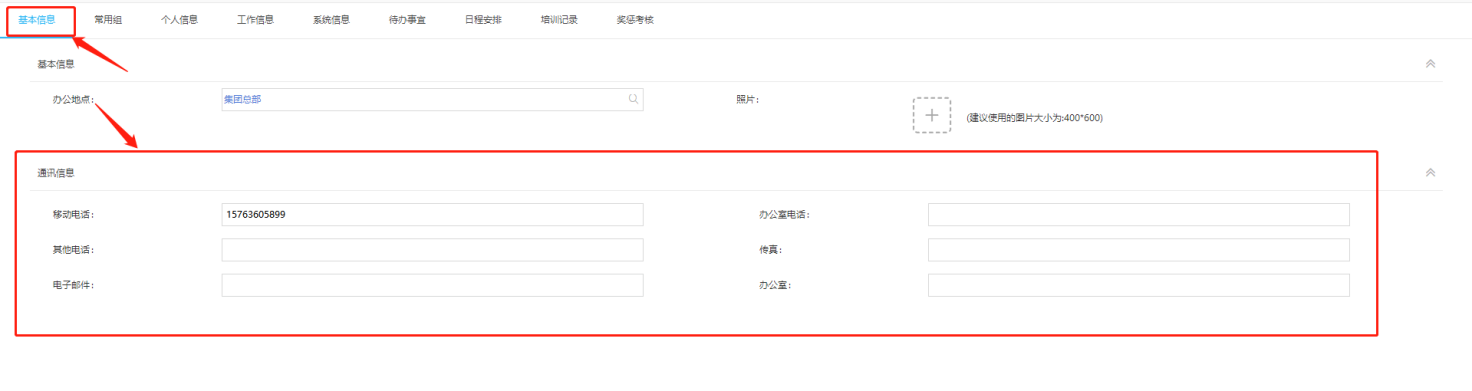 基本信息 常用组 个人信息 工作信息 系统信息 待办事宜 日程安排 培训记录 奖惩考核
基本信息
办公地点： 集团总部 照片：
(建议使用的图片大小为:400*600)
通讯信息
移动电话： 15763605899 办公室电话：
其他电话： 传真：
电子邮件： 办公室：